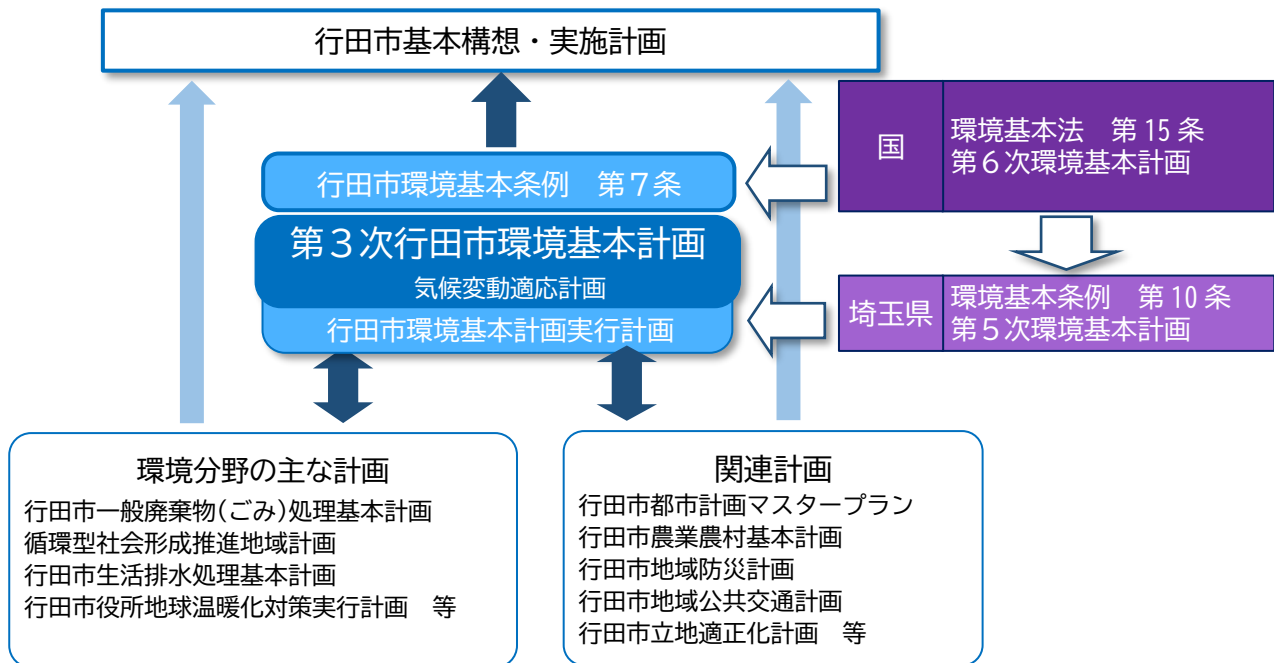 行田市基本構想・実施計画
国
環境基本法　第15条
第６次環境基本計画
行田市環境基本条例　第７条
第３次行田市環境基本計画
気候変動適応計画
行田市環境基本計画実行計画
埼玉県
環境基本条例　第10条
第５次環境基本計画
環境分野の主な計画
行田市一般廃棄物(ごみ)処理基本計画
循環型社会形成推進地域計画
行田市生活排水処理基本計画
行田市役所地球温暖化対策実行計画　等
関連計画
行田市都市計画マスタープラン
行田市農業農村基本計画
行田市地域防災計画
行田市地域公共交通計画
行田市立地適正化計画　等